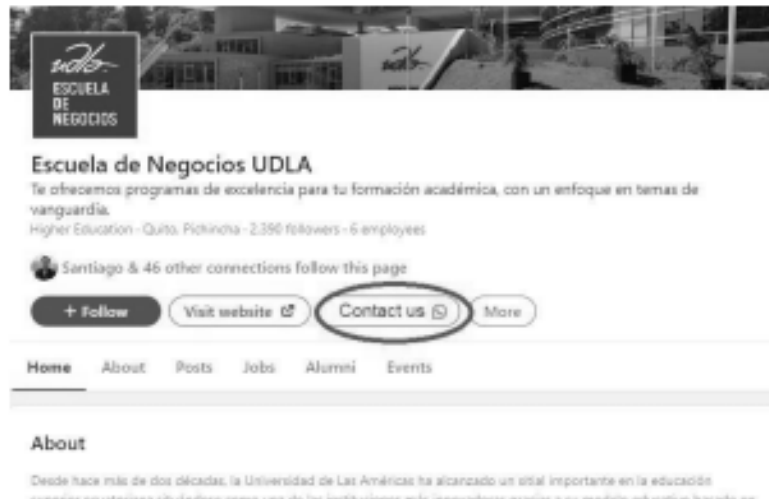 udla
udla-
ESCUELA
DE
NEGOCIOS
Escuela de Negocios UDLA
Te ofrecemos programas de excelencia para tu formación académica, con un enfoque en temas de
vanguardia.
Higher Education - Quito, Pichincha - 2,390 followers - 6 employees
Santiago & 46 other connections follow this page
+ Follow Visit website Contact us More
Home About Posts Jobs Alumni Events
About
Desde hace más de dos décadas, la Universidad de Las Américas ha alcanzado un sitial importante en la educación